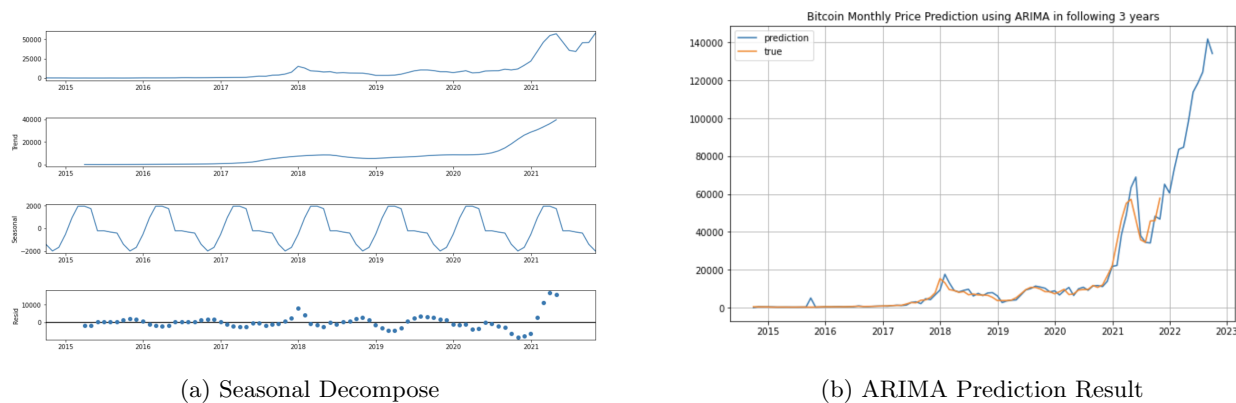 50000
25000
0
2015 2016 2017 2018 2019 2020 2021
Trend
40000
20000
0
2015 2016 2017 2018 2019 2020 2021
Seasonal
2000
0
−2000
2015 2016 2017 2018 2019 2020 2021
Resid
10000
0
2015 2016 2017 2018 2019 2020 2021
(a) Seasonal Decompose
Bitcoin Monthly Price Prediction using ARIMA in following 3 years
prediction
true
140000
120000
100000
80000
60000
40000
20000
0
2015 2016 2017 2018 2019 2020 2021 2022 2023
(b) ARIMA Prediction Result